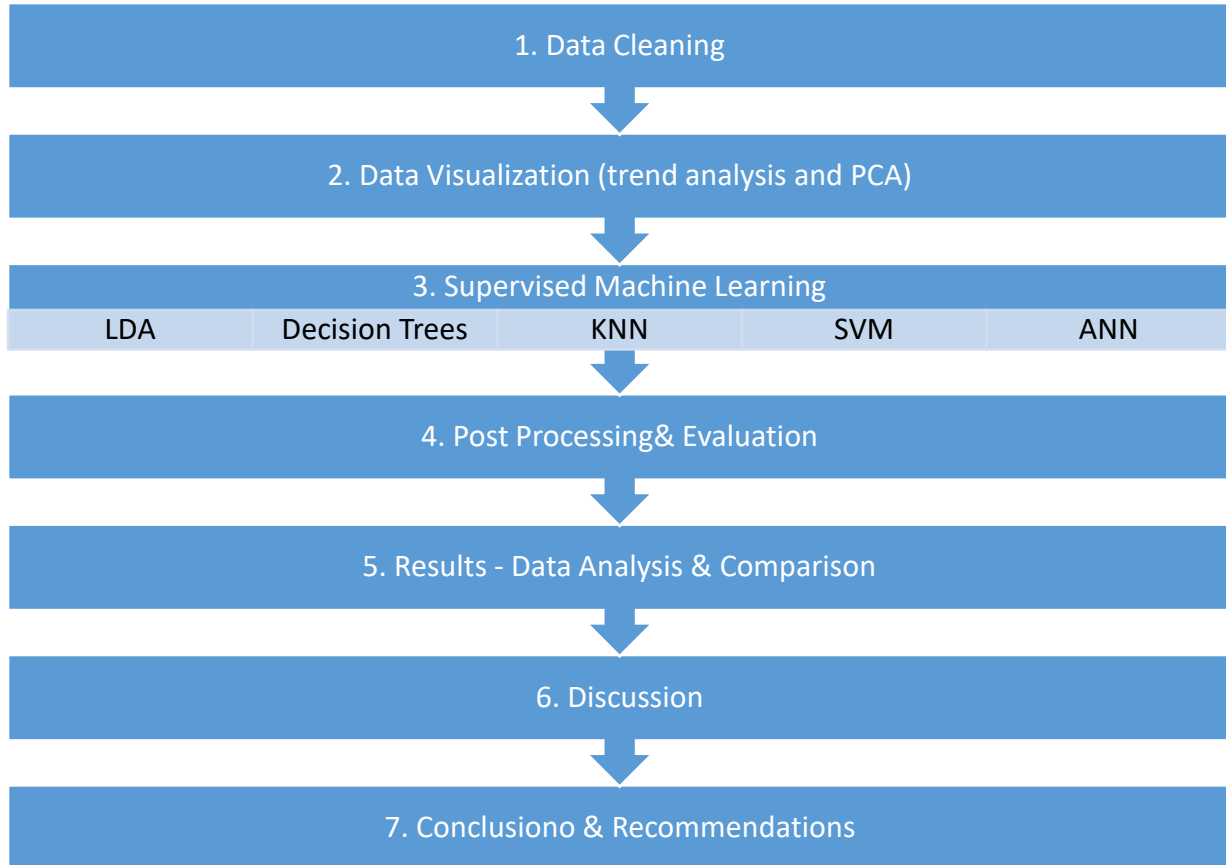 1. Data Cleaning
2. Data Visualization (trend analysis and PCA)
3. Supervised Machine Learning
LDA Decision Trees KNN SVM ANN
4. Post Processing& Evaluation
5. Results - Data Analysis & Comparison
6. Discussion
7. Conclusiono & Recommendations